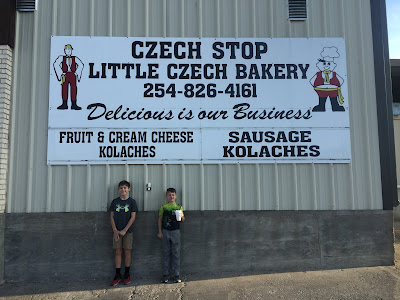 CZECH STOP
LITTLE CZECH BAKERY
254-826-4161
Delicious is our Business
FRUIT & CREAM CHEESE
KOLACHES
SAUSAGE
KOLACHES